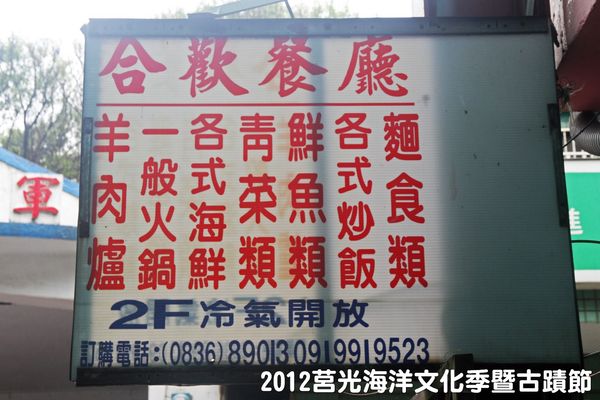 合歡餐廳
麵食類
各式炒飯
鮮魚類
青菜類
各式海鮮
一般火鍋
羊肉爐
2F冷氣開放
訂購電話:(0836)89013 0919919523
軍
進
2012莒光海洋文化季暨古蹟節